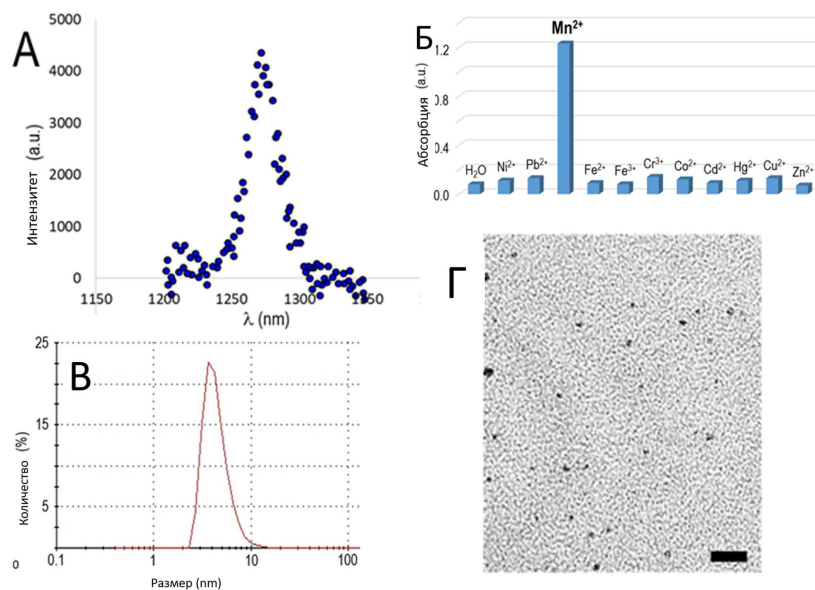 А
Интензитет (a.u.)
5000
4000
3000
2000
1000
0
1150
1200
1250
1300
1350
λ (nm)
Б
Абсорбция (a.u.)
1.2
0.8
0.4
0.0
H₂O
Ni²⁺
Pb²⁺
Mn²⁺
Fe²⁺
Fe³⁺
Cr³⁺
Co²⁺
Cd²⁺
Hg²⁺
Cu²⁺
Zn²⁺
В
Количество (%)
25
15
5
0
0.1
1
10
100
Размер (nm)
Г